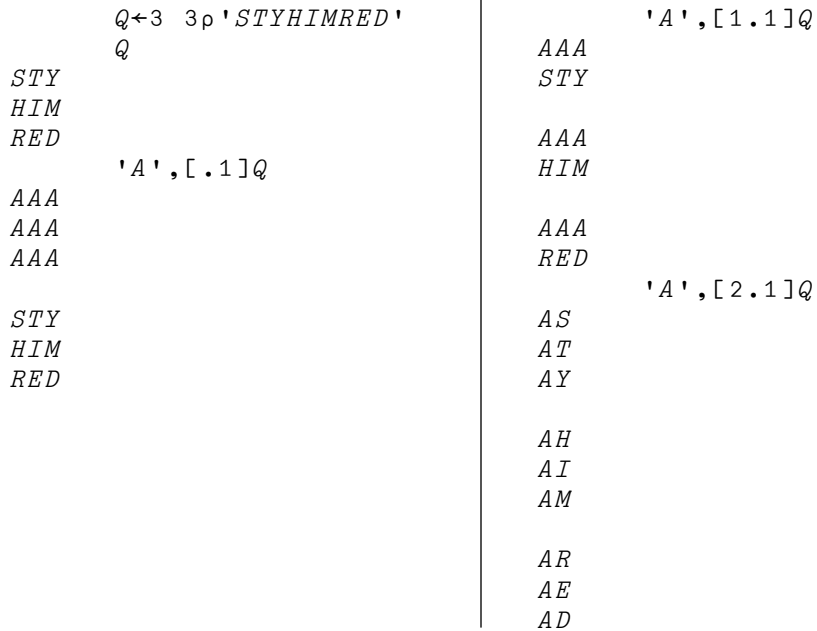 Q←3 3⍴'STYHIMRED'
Q
STY
HIM
RED
'A',[.1]Q
AAA
AAA
AAA
STY
HIM
RED
'A',[1.1]Q
AAA
STY
AAA
HIM
AAA
RED
'A',[2.1]Q
AS
AT
AY
AH
AI
AM
AR
AE
AD